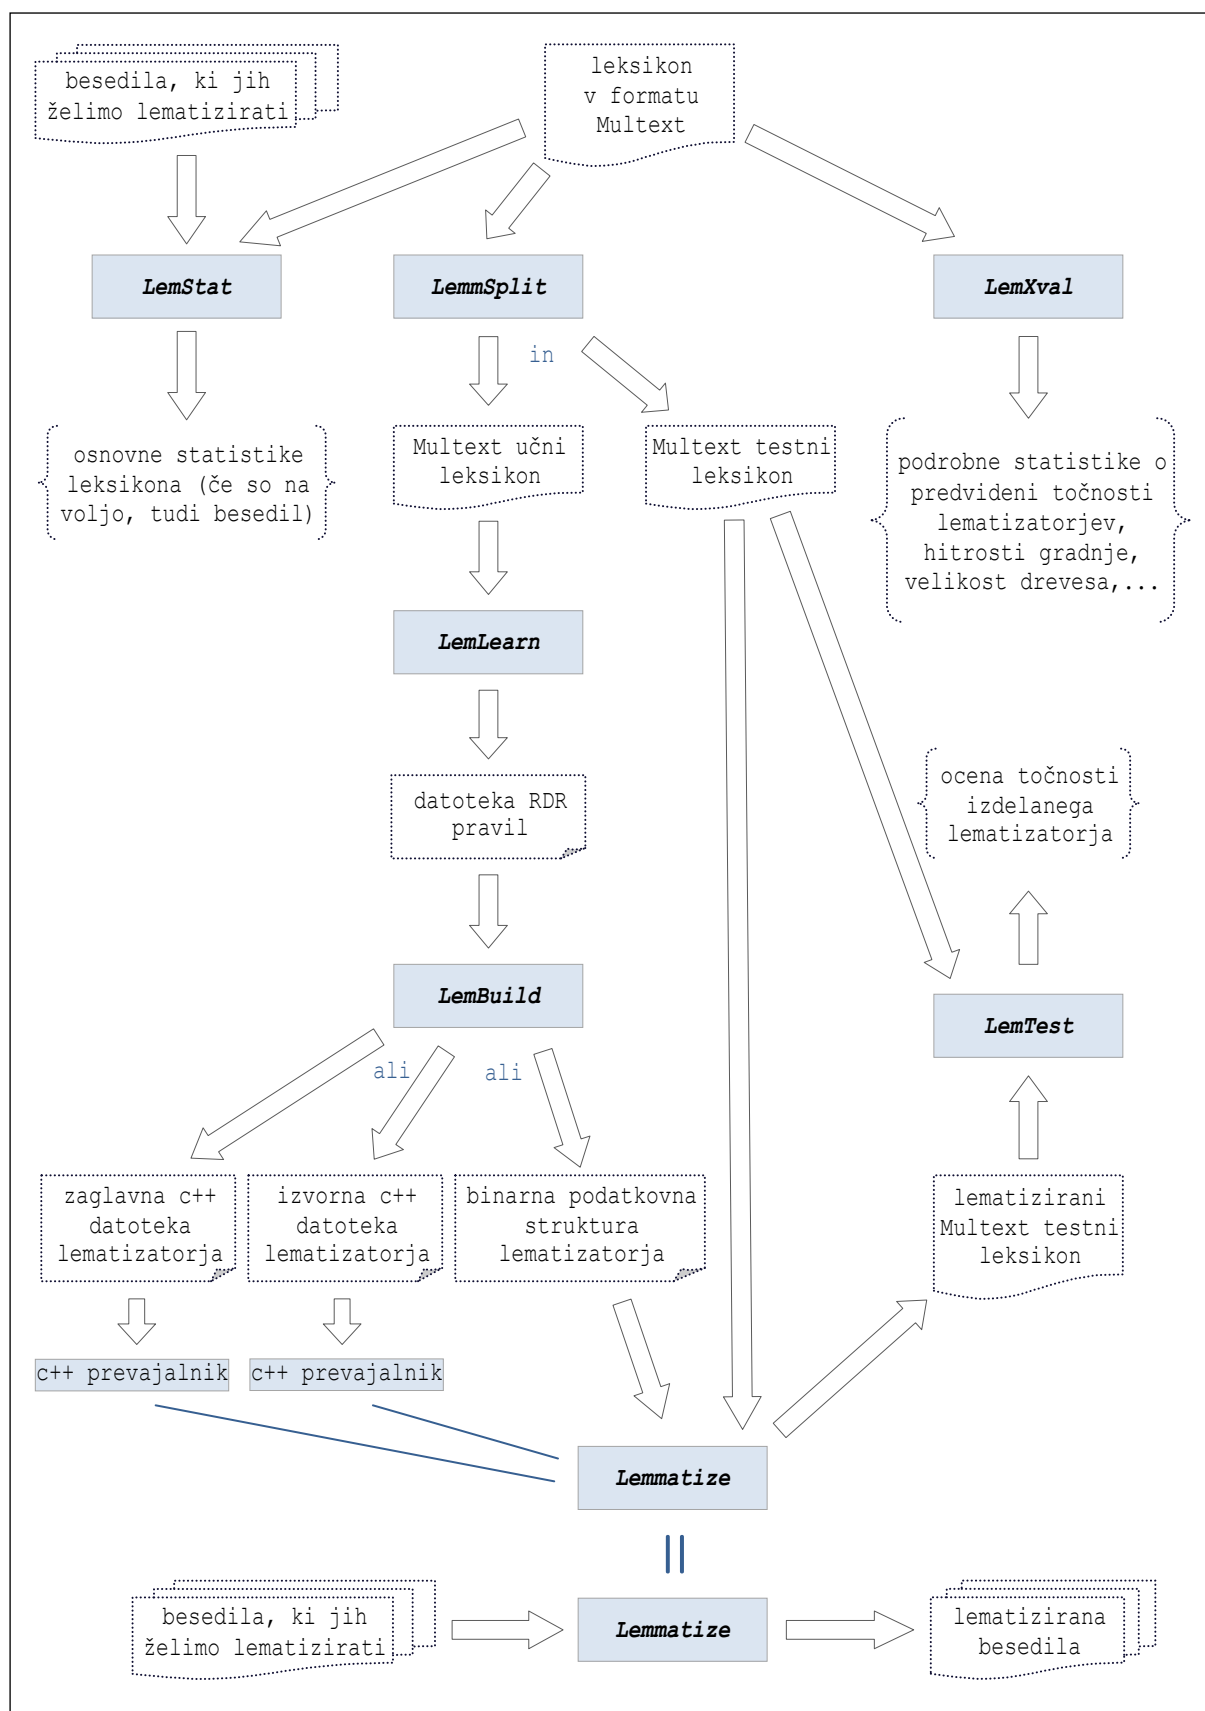 besedila, ki jih
želimo lematizirati
leksikon
v formatu
Multext
LemStat
LemmSplit
LemXval
in
osnovne statistike
leksikona (če so na
voljo, tudi besedil)
Multext učni
leksikon
Multext testni
leksikon
podrobne statistike o
predvideni točnosti
lematizatorjev,
hitrosti gradnje,
velikost drevesa,...
LemLearn
datoteka RDR
pravil
ocena točnosti
izdelanega
lematizatorja
LemBuild
LemTest
ali
ali
zaglavna c++
datoteka
lematizatorja
izvorna c++
datoteka
lematizatorja
binarna podatkovna
struktura
lematizatorja
lematizirani
Multext testni
leksikon
c++ prevajalnik
c++ prevajalnik
Lemmatize
besedila, ki jih
želimo lematizirati
Lemmatize
lematizirana
besedila